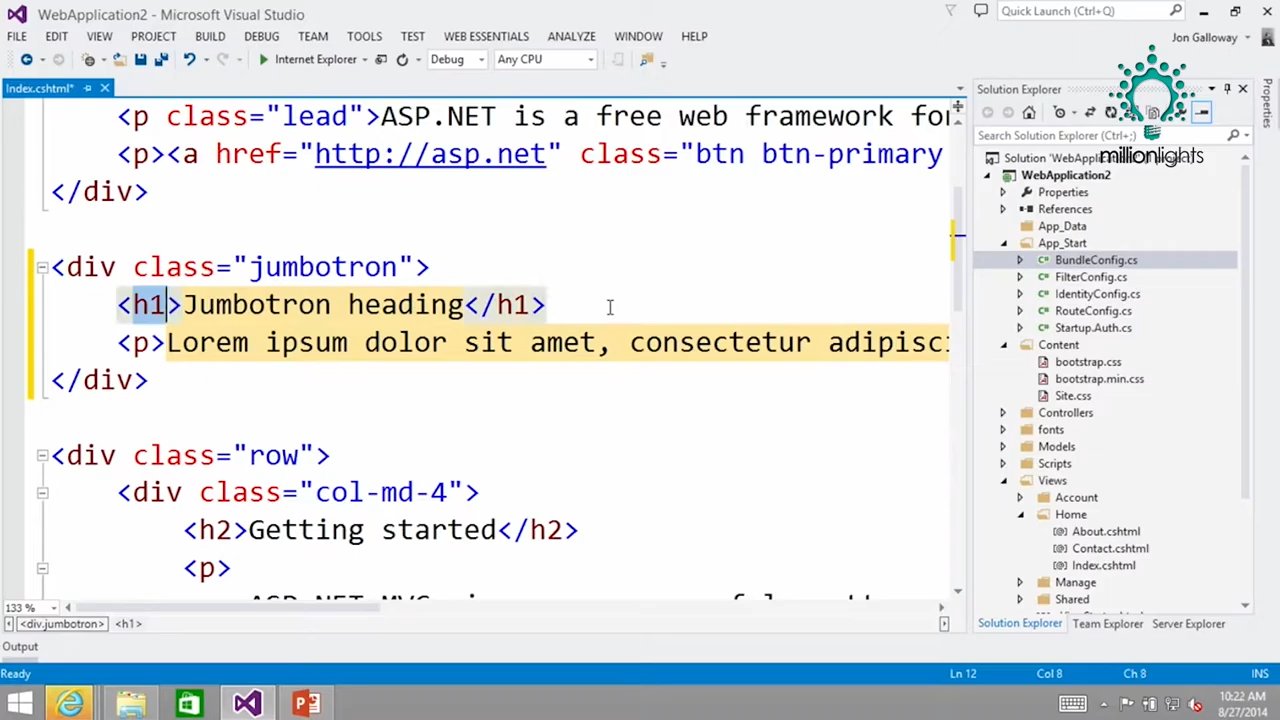 WebApplication2 - Microsoft Visual Studio
Quick Launch (Ctrl+Q)
FILE EDIT VIEW PROJECT BUILD DEBUG TEAM TOOLS TEST WEB ESSENTIALS ANALYZE WINDOW HELP
Jon Galloway
Internet Explorer Debug Any CPU
Index.cshtml*
<p class="lead">ASP.NET is a free web framework for
<p><a href="http://asp.net" class="btn btn-primary
</div>
<div class="jumbotron">
<h1>Jumbotron heading</h1>
<p>Lorem ipsum dolor sit amet, consectetur adipisci
</div>
<div class="row">
<div class="col-md-4">
<h2>Getting started</h2>
<p>
133 %
<div.jumbotron> <h1>
Output
Solution Explorer
Search Solution Explorer (Ctrl+;)
millionlights
Solution 'WebApplication2'
WebApplication2
Properties
References
App_Data
App_Start
BundleConfig.cs
FilterConfig.cs
IdentityConfig.cs
RouteConfig.cs
Startup.Auth.cs
Content
bootstrap.css
bootstrap.min.css
Site.css
Controllers
fonts
Models
Scripts
Views
Account
Home
About.cshtml
Contact.cshtml
Index.cshtml
Manage
Shared
Solution Explorer Team Explorer Server Explorer
Properties
Ready Ln 12 Col 8 Ch 8 INS
10:22 AM
8/27/2014